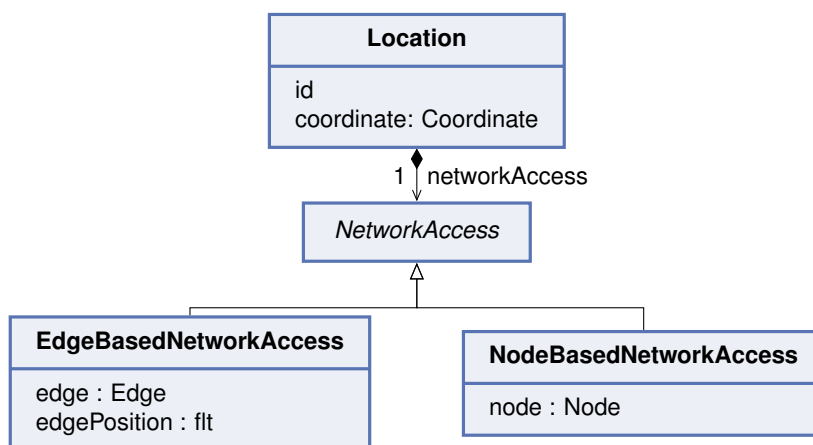 Location
id
coordinate: Coordinate
1 networkAccess
NetworkAccess
EdgeBasedNetworkAccess
edge : Edge
edgePosition : flt
NodeBasedNetworkAccess
node : Node